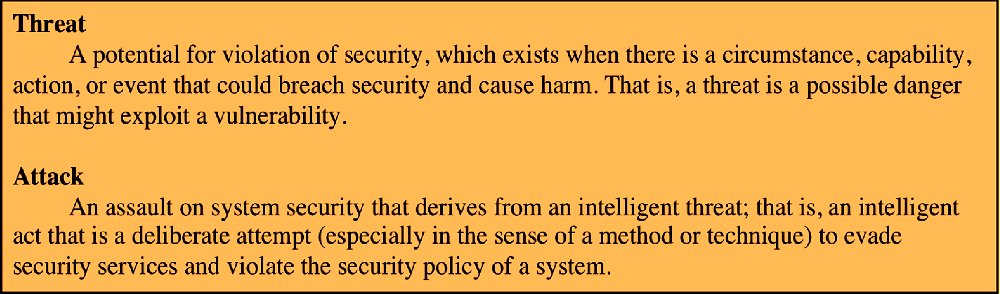 Threat
A potential for violation of security, which exists when there is a circumstance, capability,
action, or event that could breach security and cause harm. That is, a threat is a possible danger
that might exploit a vulnerability.
Attack
An assault on system security that derives from an intelligent threat; that is, an intelligent
act that is a deliberate attempt (especially in the sense of a method or technique) to evade
security services and violate the security policy of a system.